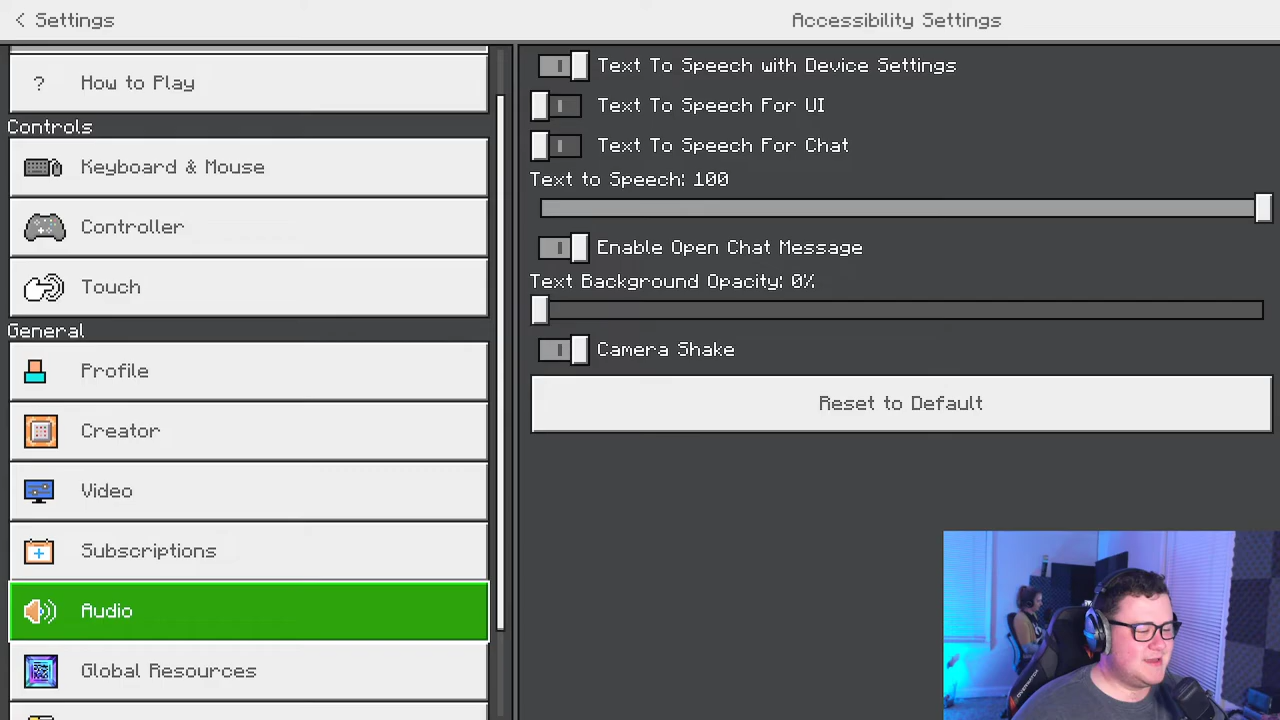 Settings
Accessibility Settings
? How to Play
Controls
Keyboard & Mouse
Controller
Touch
General
Profile
Creator
Video
Subscriptions
Audio
Global Resources
Text To Speech with Device Settings
Text To Speech For UI
Text To Speech For Chat
Text to Speech: 100
Enable Open Chat Message
Text Background Opacity: 0%
Camera Shake
Reset to Default